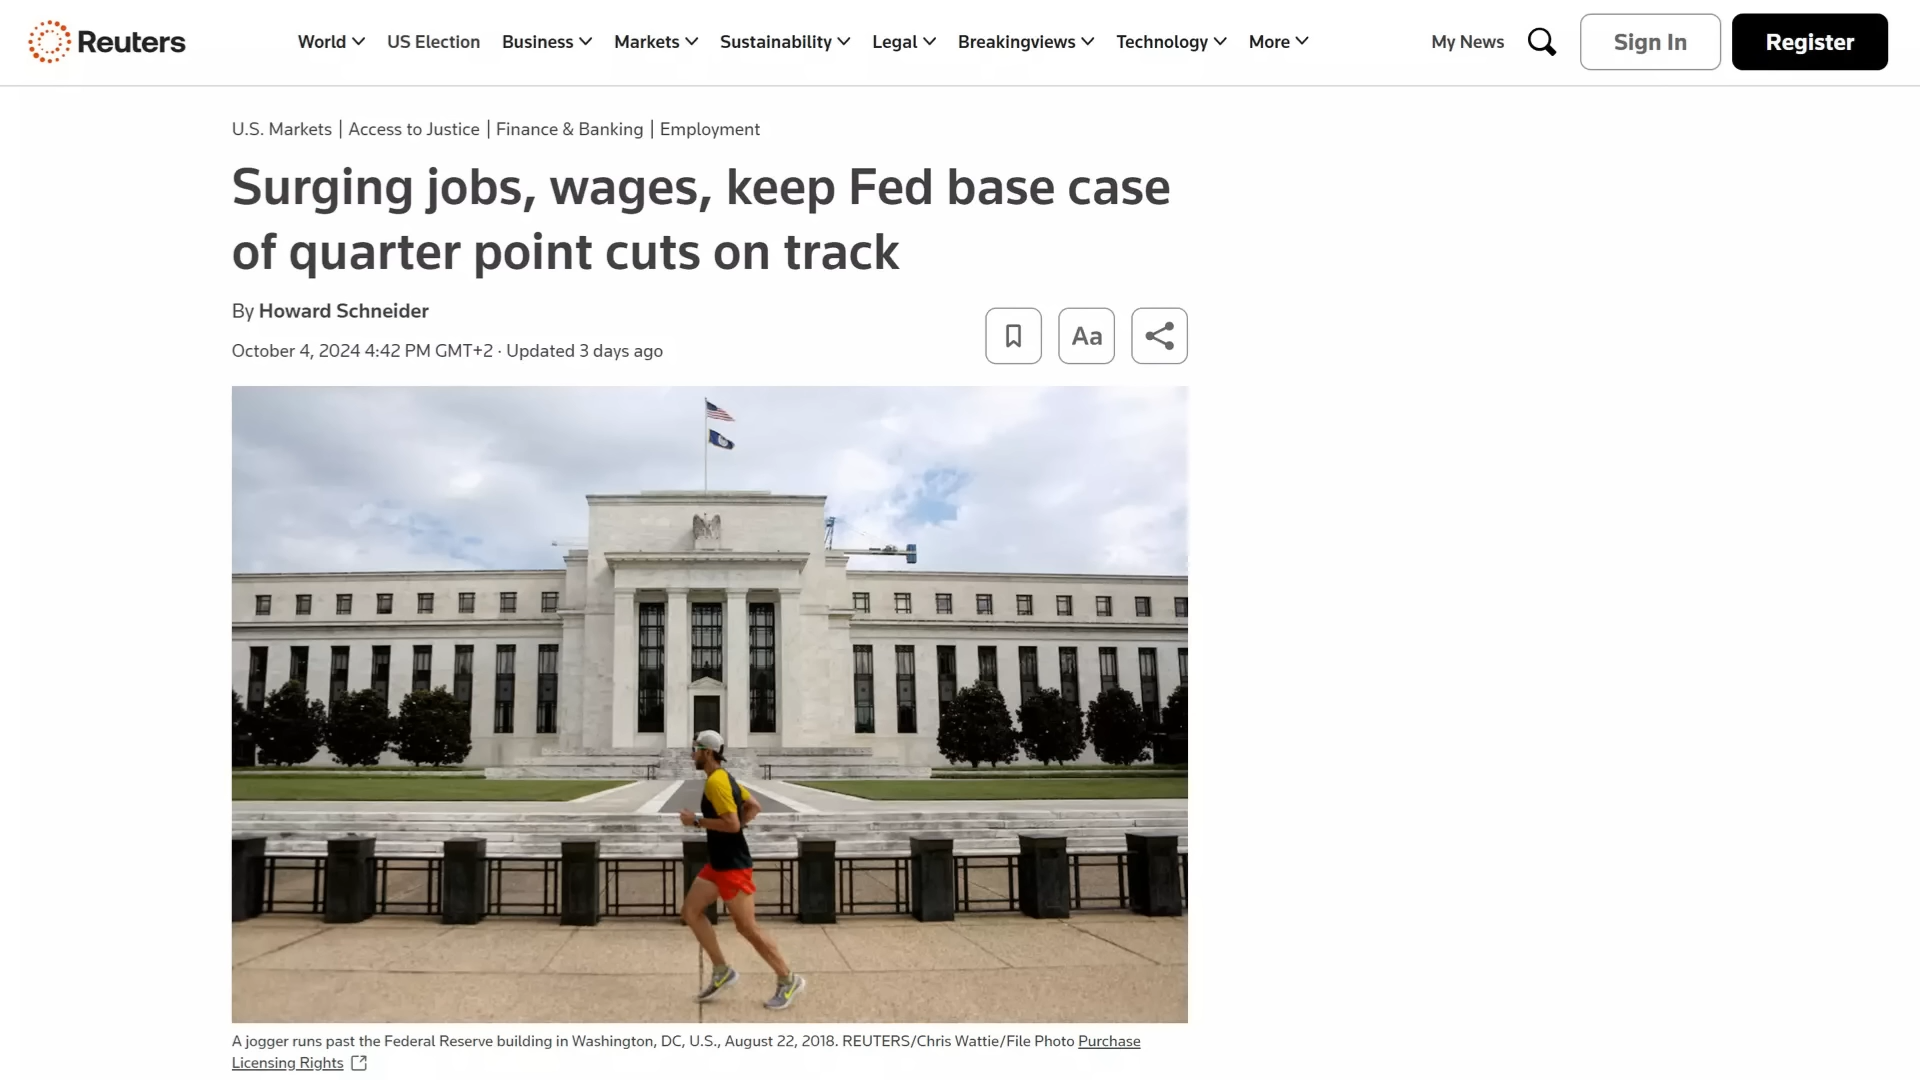 Reuters
World
US Election
Business
Markets
Sustainability
Legal
Breakingviews
Technology
More
My News
Sign In
Register
U.S. Markets | Access to Justice | Finance & Banking | Employment
Surging jobs, wages, keep Fed base case
of quarter point cuts on track
By Howard Schneider
October 4, 2024 4:42 PM GMT+2 · Updated 3 days ago
Aa
A jogger runs past the Federal Reserve building in Washington, DC, U.S., August 22, 2018. REUTERS/Chris Wattie/File Photo Purchase
Licensing Rights